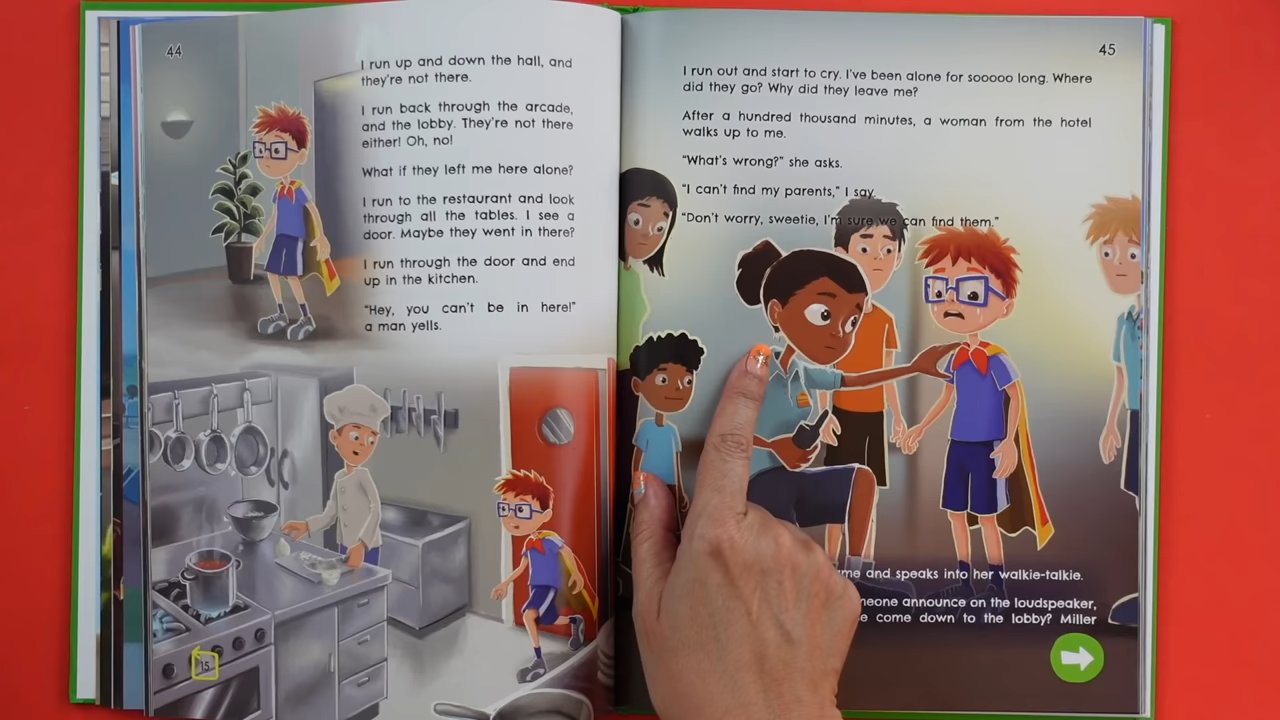 44
I run up and down the hall, and
they're not there.
I run back through the arcade,
and the lobby. They're not there
either! Oh, no!
What if they left me here alone?
I run to the restaurant and look
through all the tables. I see a
door. Maybe they went in there?
I run through the door and end
up in the kitchen.
"Hey, you can't be in here!"
a man yells.
15
45
I run out and start to cry. I've been alone for sooooo long. Where
did they go? Why did they leave me?
After a hundred thousand minutes, a woman from the hotel
walks up to me.
"What's wrong?" she asks.
"I can't find my parents," I say.
"Don't worry, sweetie, I'm sure we can find them."
me and speaks into her walkie-talkie.
announce on the loudspeaker,
come down to the lobby? Miller